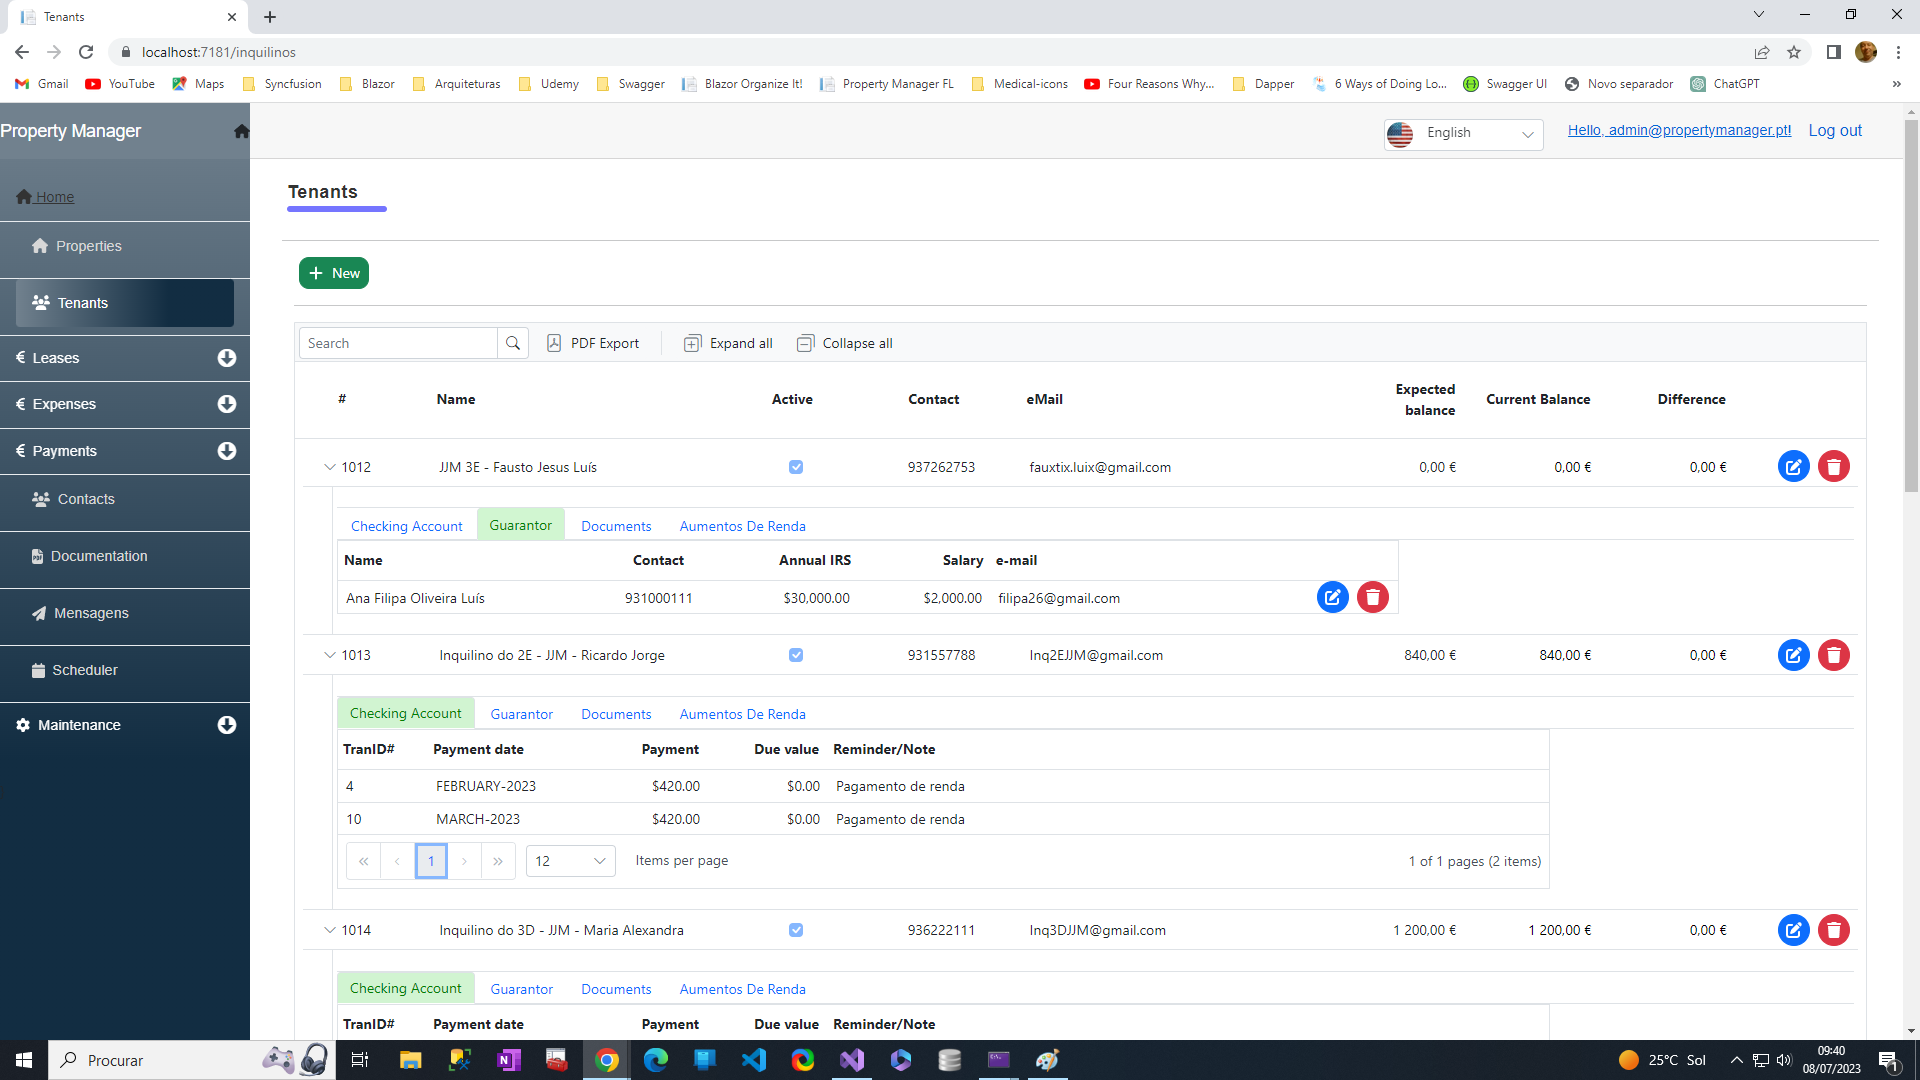 Tenants
localhost:7181/inquilinos
Gmail YouTube Maps Syncfusion Blazor Arquiteturas Udemy Swagger Blazor Organize It! Property Manager FL Medical-icons Four Reasons Why... Dapper 6 Ways of Doing Lo... Swagger UI Novo separador ChatGPT »
Property Manager
English Hello, admin@propertymanager.pt! Log out
Home
Properties
Tenants
€ Leases
€ Expenses
€ Payments
Contacts
Documentation
Mensagens
Scheduler
Maintenance
Tenants
New
Search PDF Export Expand all Collapse all
# Name Active Contact eMail Expected balance Current Balance Difference
1012 JJM 3E - Fausto Jesus Luís 937262753 fauxtix.luix@gmail.com 0,00 € 0,00 € 0,00 €
Checking Account Guarantor Documents Aumentos De Renda
Name Contact Annual IRS Salary e-mail
Ana Filipa Oliveira Luís 931000111 $30,000.00 $2,000.00 filipa26@gmail.com
1013 Inquilino do 2E - JJM - Ricardo Jorge 931557788 Inq2EJJM@gmail.com 840,00 € 840,00 € 0,00 €
Checking Account Guarantor Documents Aumentos De Renda
TranID# Payment date Payment Due value Reminder/Note
4 FEBRUARY-2023 $420.00 $0.00 Pagamento de renda
10 MARCH-2023 $420.00 $0.00 Pagamento de renda
1 12 Items per page 1 of 1 pages (2 items)
1014 Inquilino do 3D - JJM - Maria Alexandra 936222111 Inq3DJJM@gmail.com 1 200,00 € 1 200,00 € 0,00 €
Checking Account Guarantor Documents Aumentos De Renda
TranID# Payment date Payment Due value Reminder/Note
Procurar 25°C Sol 09:40
08/07/2023 1